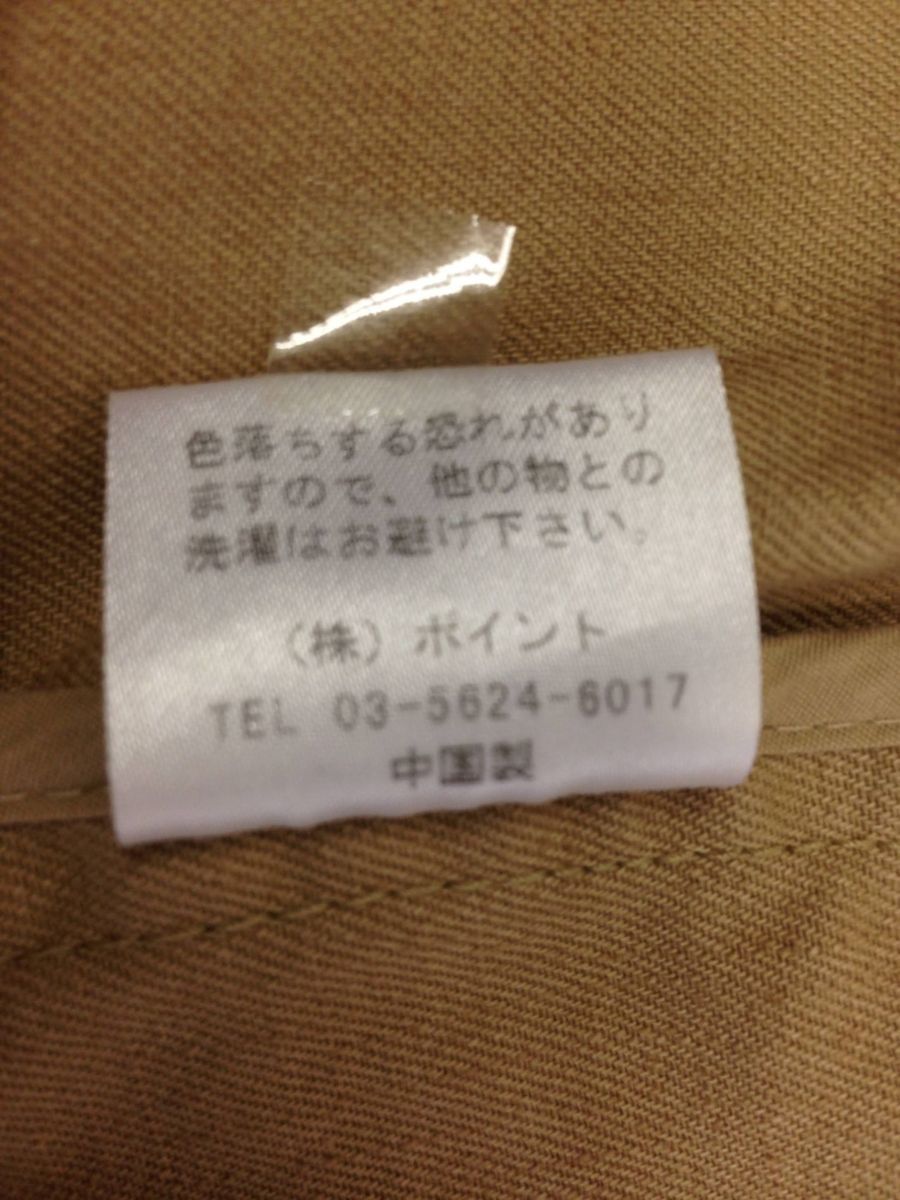 色落ちする恐れがあり
ますので、他の物との
洗濯はお避け下さい。
（株）ポイント
TEL 03-5624-6017
中国製